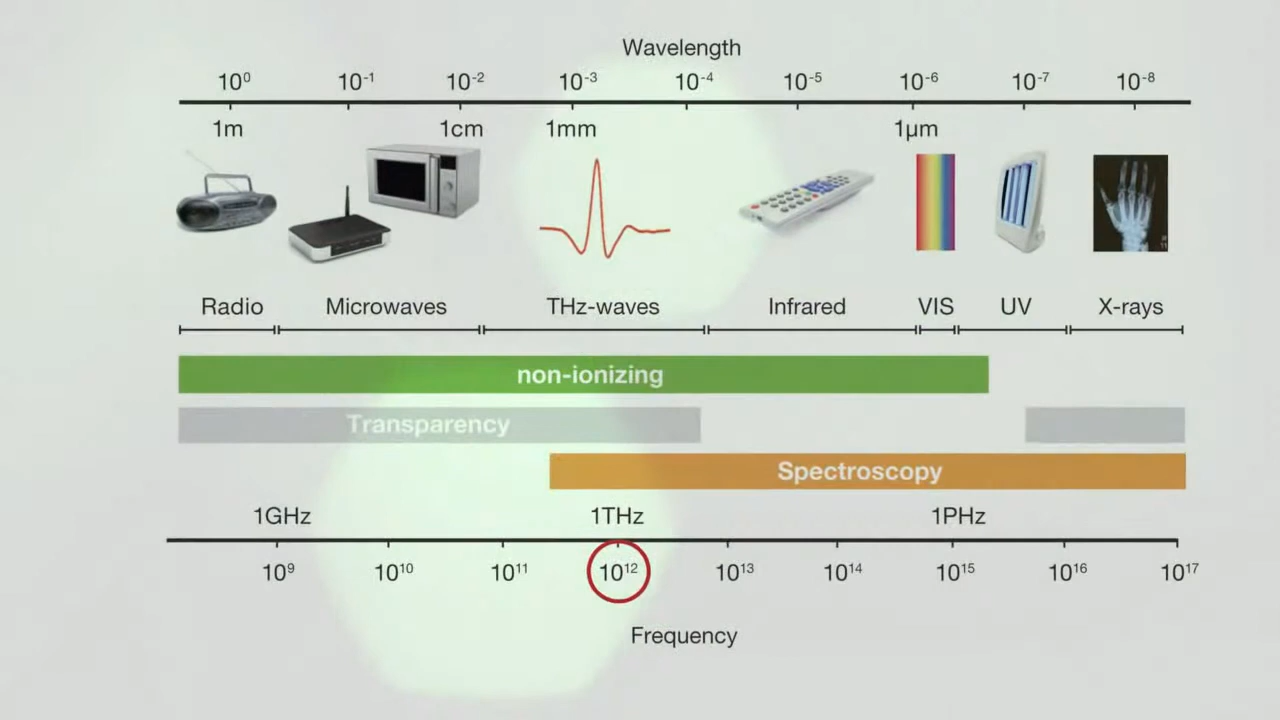 Wavelength
10⁰ 10⁻¹ 10⁻² 10⁻³ 10⁻⁴ 10⁻⁵ 10⁻⁶ 10⁻⁷ 10⁻⁸
1m 1cm 1mm 1μm
Radio Microwaves THz-waves Infrared VIS UV X-rays
non-ionizing
Transparency
Spectroscopy
1GHz 1THz 1PHz
10⁹ 10¹⁰ 10¹¹ 10¹² 10¹³ 10¹⁴ 10¹⁵ 10¹⁶ 10¹⁷
Frequency